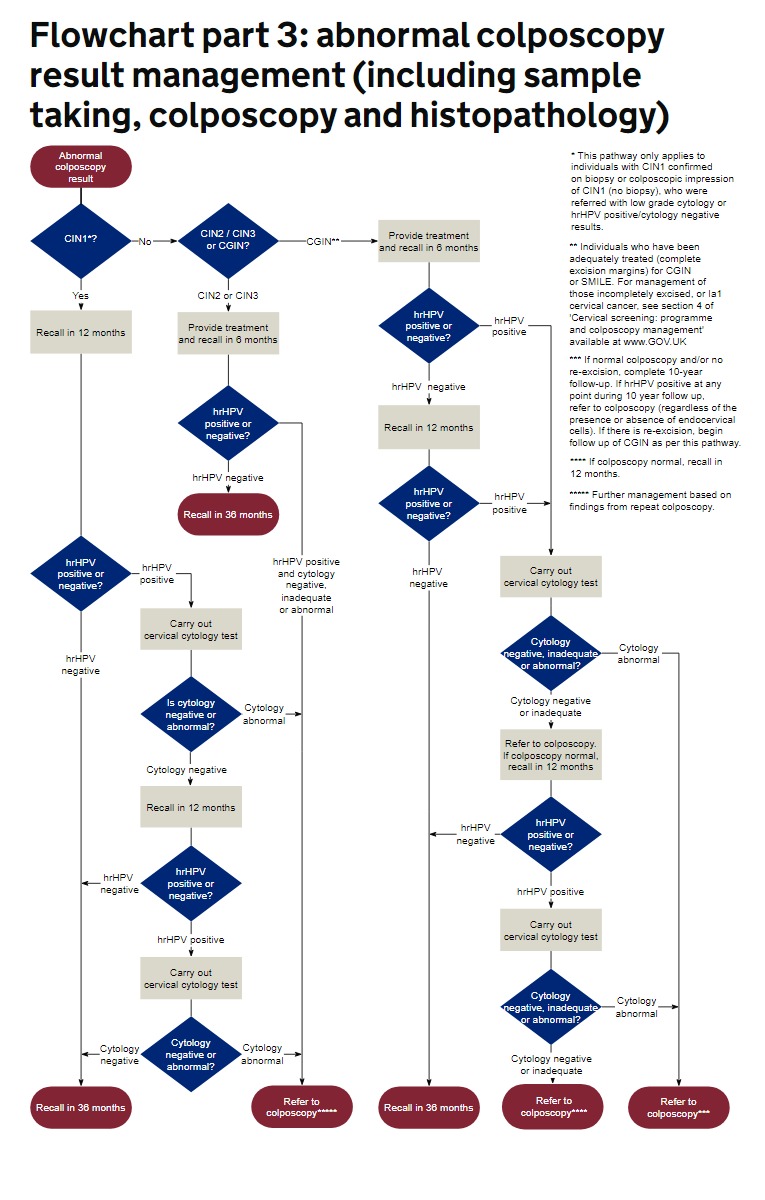 Flowchart part 3: abnormal colposcopy
result management (including sample
taking, colposcopy and histopathology)
Abnormal
colposcopy
result
CIN1*?
No
CIN2 / CIN3
or CGIN?
CGIN**
Provide treatment
and recall in 6 months
Yes
Recall in 12 months
CIN2 or CIN3
Provide treatment
and recall in 6 months
hrHPV
positive or
negative?
hrHPV negative
Recall in 36 months
hrHPV positive
and cytology
negative,
inadequate
or abnormal
hrHPV
positive or
negative?
hrHPV
positive
hrHPV
negative
Carry out
cervical cytology test
Is cytology
negative or
abnormal?
Cytology
abnormal
Cytology negative
Recall in 12 months
hrHPV
positive or
negative?
hrHPV
negative
hrHPV positive
Carry out
cervical cytology test
Cytology
negative or
abnormal?
Cytology
negative
Cytology
abnormal
Recall in 36 months
Refer to
colposcopy*****
hrHPV
positive or
negative?
hrHPV
positive
hrHPV negative
Recall in 12 months
hrHPV
positive or
negative?
hrHPV
positive
hrHPV
negative
Carry out
cervical cytology test
Cytology
negative, inadequate
or abnormal?
Cytology
abnormal
Cytology negative
or inadequate
Refer to colposcopy.
If colposcopy normal,
recall in 12 months
hrHPV
positive or
negative?
hrHPV
negative
hrHPV positive
Carry out
cervical cytology test
Cytology
negative, inadequate
or abnormal?
Cytology
abnormal
Cytology negative
or inadequate
Recall in 36 months
Refer to
colposcopy****
Refer to
colposcopy***
* This pathway only applies to
individuals with CIN1 confirmed
on biopsy or colposcopic impression
of CIN1 (no biopsy), who were
referred with low grade cytology or
hrHPV positive/cytology negative
results.
** Individuals who have been
adequately treated (complete
excision margins) for CGIN
or SMILE. For management of
those incompletely excised, or Ia1
cervical cancer, see section 4 of
'Cervical screening: programme
and colposcopy management'
available at www.GOV.UK
*** If normal colposcopy and/or no
re-excision, complete 10-year
follow-up. If hrHPV positive at any
point during 10 year follow up,
refer to colposcopy (regardless of the
presence or absence of endocervical
cells). If there is re-excision, begin
follow up of CGIN as per this pathway.
**** If colposcopy normal, recall in
12 months.
***** Further management based on
findings from repeat colposcopy.